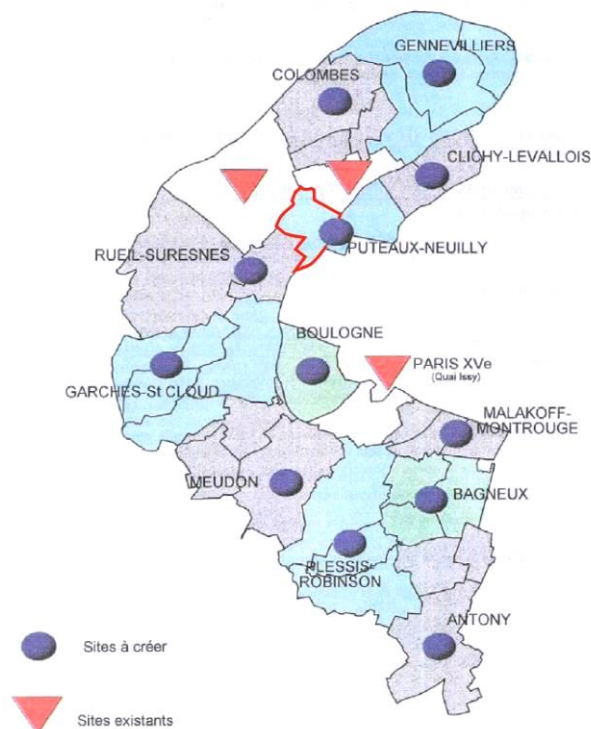 GENNEVILLIERS
COLOMBES
CLICHY-LEVALLOIS
PUTEAUX-NEUILLY
RUEIL-SURESNES
BOULOGNE
PARIS XVe
(Quai Issy)
GARCHES-St CLOUD
MALAKOFF-
MONTROUGE
MEUDON
BAGNEUX
PLESSIS-
ROBINSON
ANTONY
Sites à créer
Sites existants